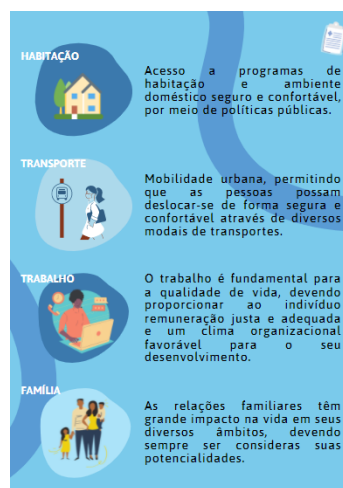 HABITAÇÃO
Acesso a programas de
habitação e ambiente
doméstico seguro e confortável,
por meio de políticas públicas.
TRANSPORTE
Mobilidade urbana, permitindo
que as pessoas possam
deslocar-se de forma segura e
confortável através de diversos
modais de transportes.
TRABALHO
O trabalho é fundamental para
a qualidade de vida, devendo
proporcionar ao indivíduo
remuneração justa e adequada
e um clima organizacional
favorável para o seu
desenvolvimento.
FAMÍLIA
As relações familiares têm
grande impacto na vida em seus
diversos âmbitos, devendo
sempre ser consideras suas
potencialidades.